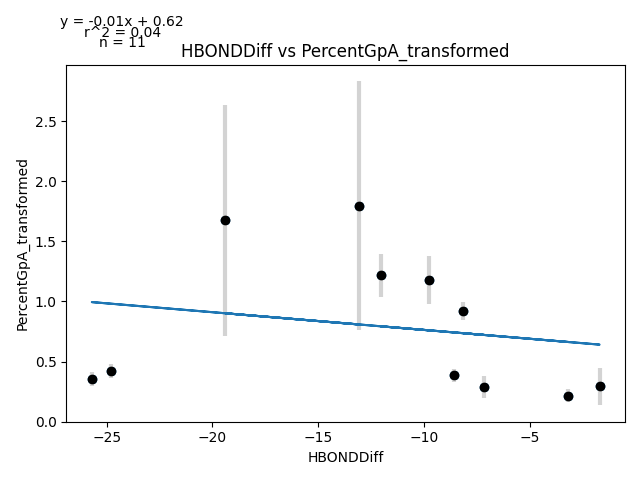 y = -0.01x + 0.62
r^2 = 0.04
n = 11
HBONDDiff vs PercentGpA_transformed
PercentGpA_transformed
2.5
2.0
1.5
1.0
0.5
0.0
−25
−20
−15
−10
−5
HBONDDiff